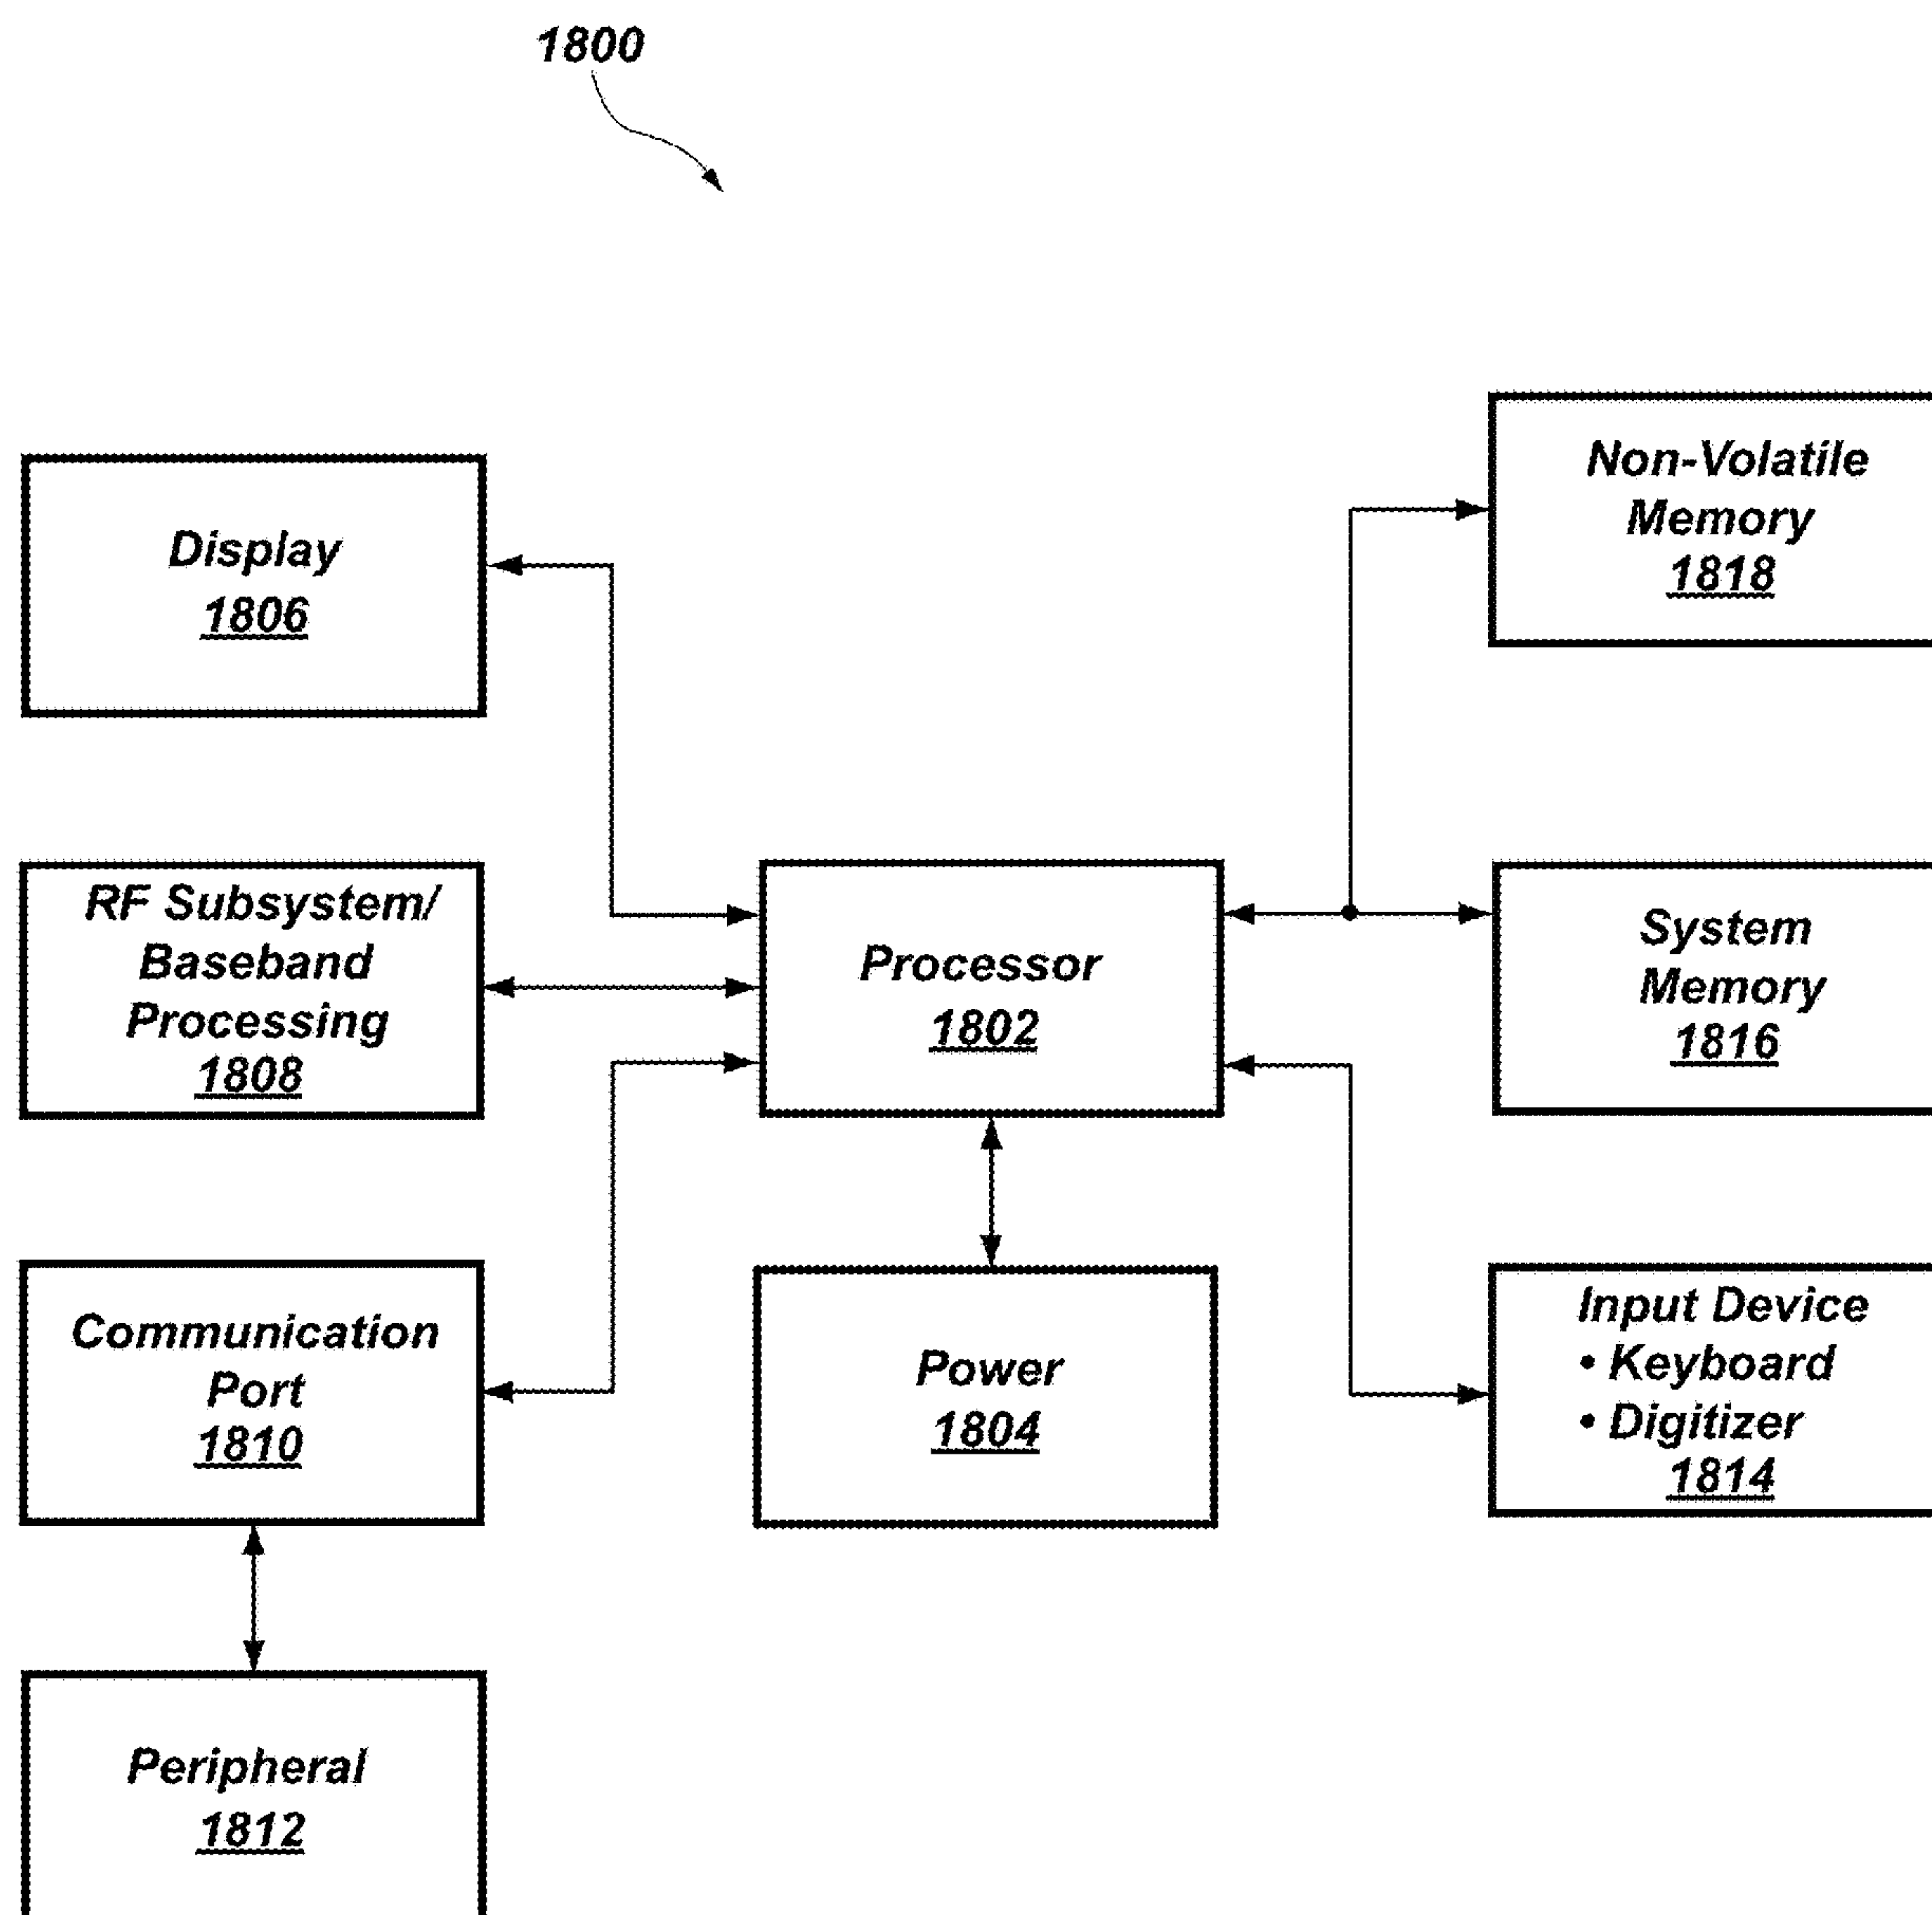 1800
Display
1806
RF Subsystem/
Baseband
Processing
1808
Communication
Port
1810
Peripheral
1812
Processor
1802
Power
1804
Non-Volatile
Memory
1818
System
Memory
1816
Input Device
• Keyboard
• Digitizer
1814